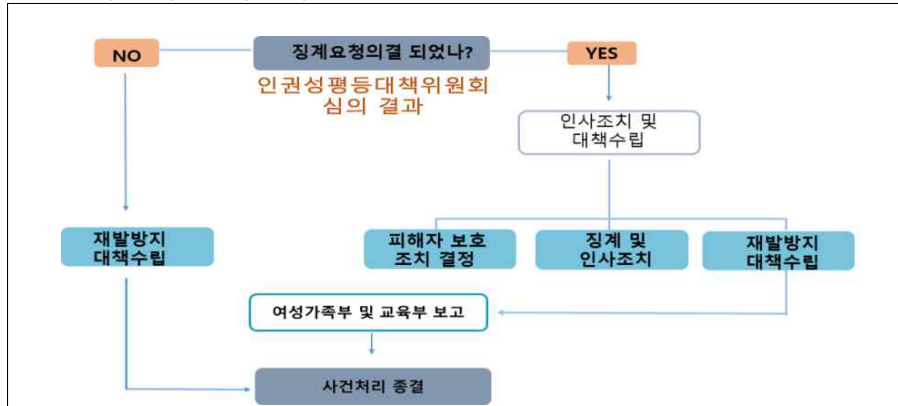 NO
징계요청의결 되었나?
YES
인권성평등대책위원회
심의 결과
인사조치 및
대책수립
재발방지
대책수립
피해자 보호
조치 결정
징계 및
인사조치
재발방지
대책수립
여성가족부 및 교육부 보고
사건처리 종결